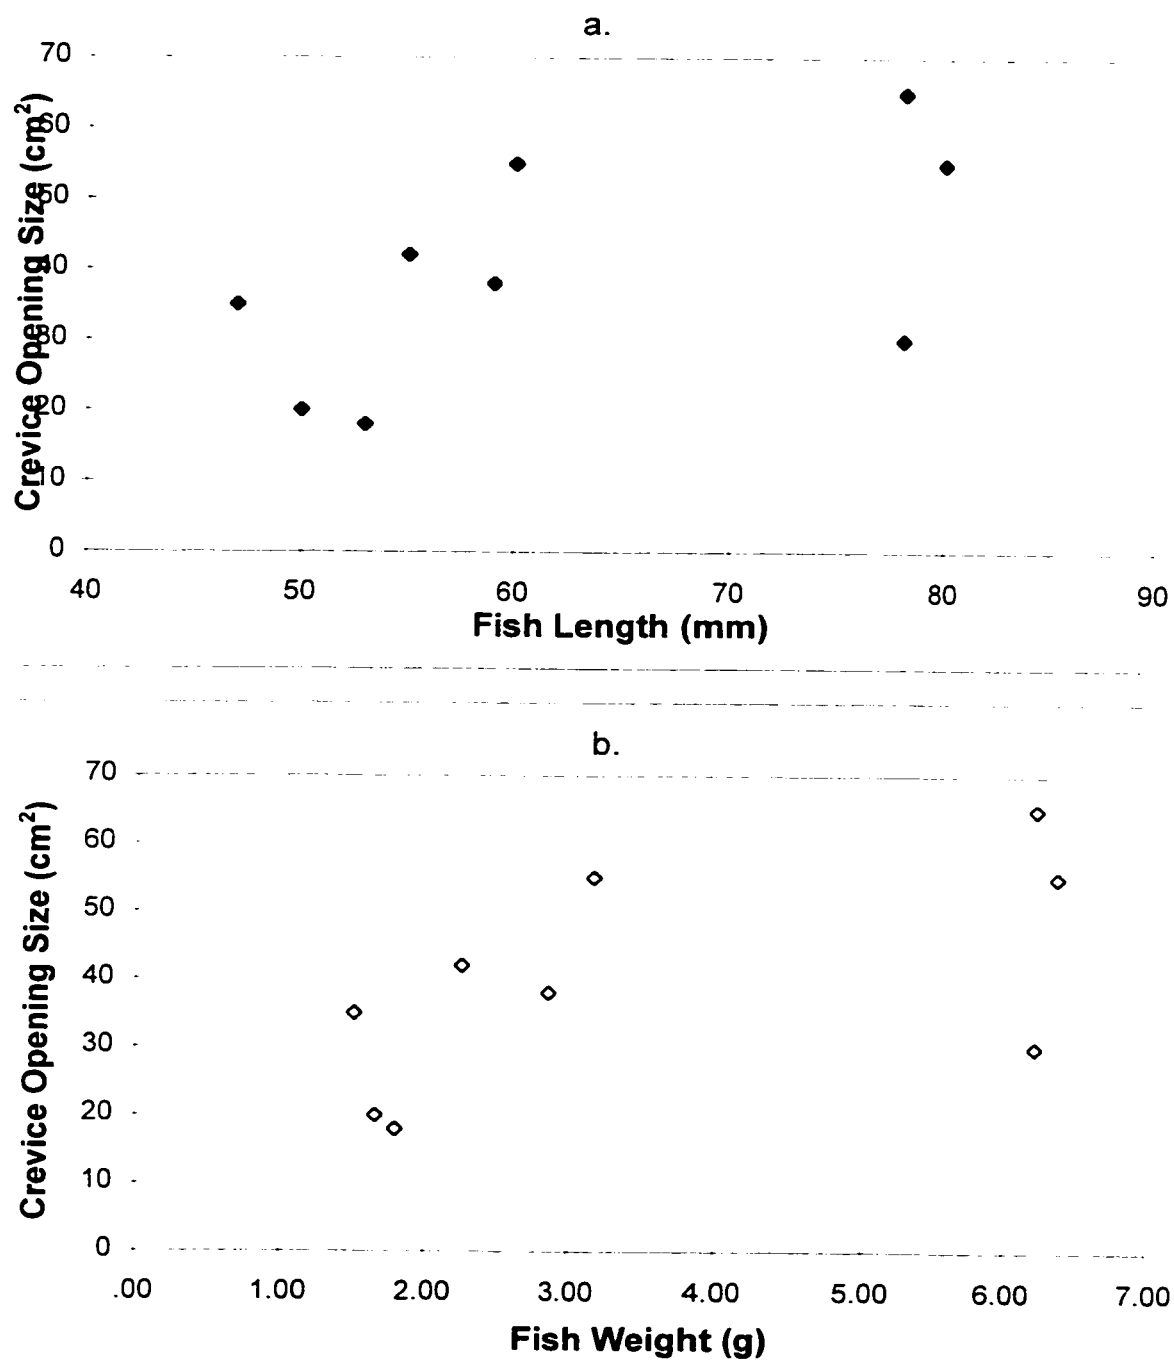 a.
70
60
50
40
30
20
10
0
Crevice Opening Size (cm²)
40 50 60 70 80 90
Fish Length (mm)
b.
70
60
50
40
30
20
10
0
Crevice Opening Size (cm²)
.00 1.00 2.00 3.00 4.00 5.00 6.00 7.00
Fish Weight (g)